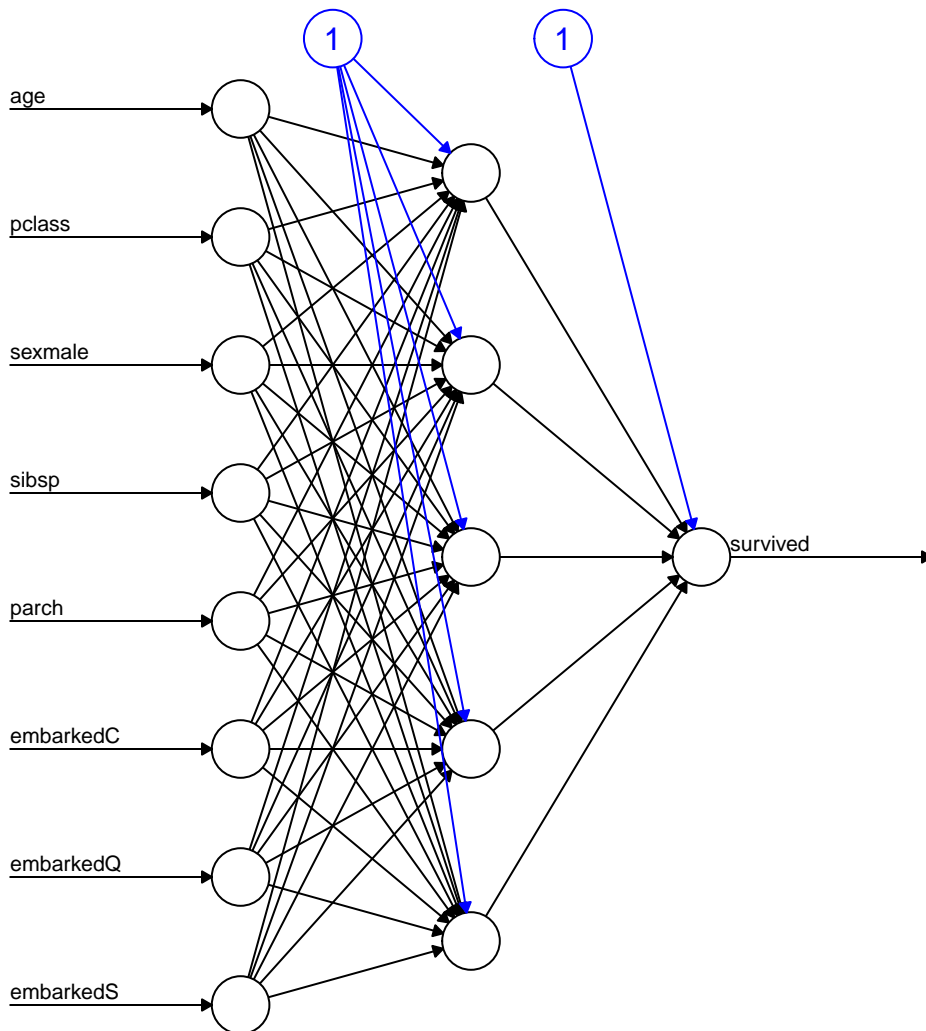 1
1
age
pclass
sexmale
sibsp
survived
parch
embarkedC
embarkedQ
embarkedS